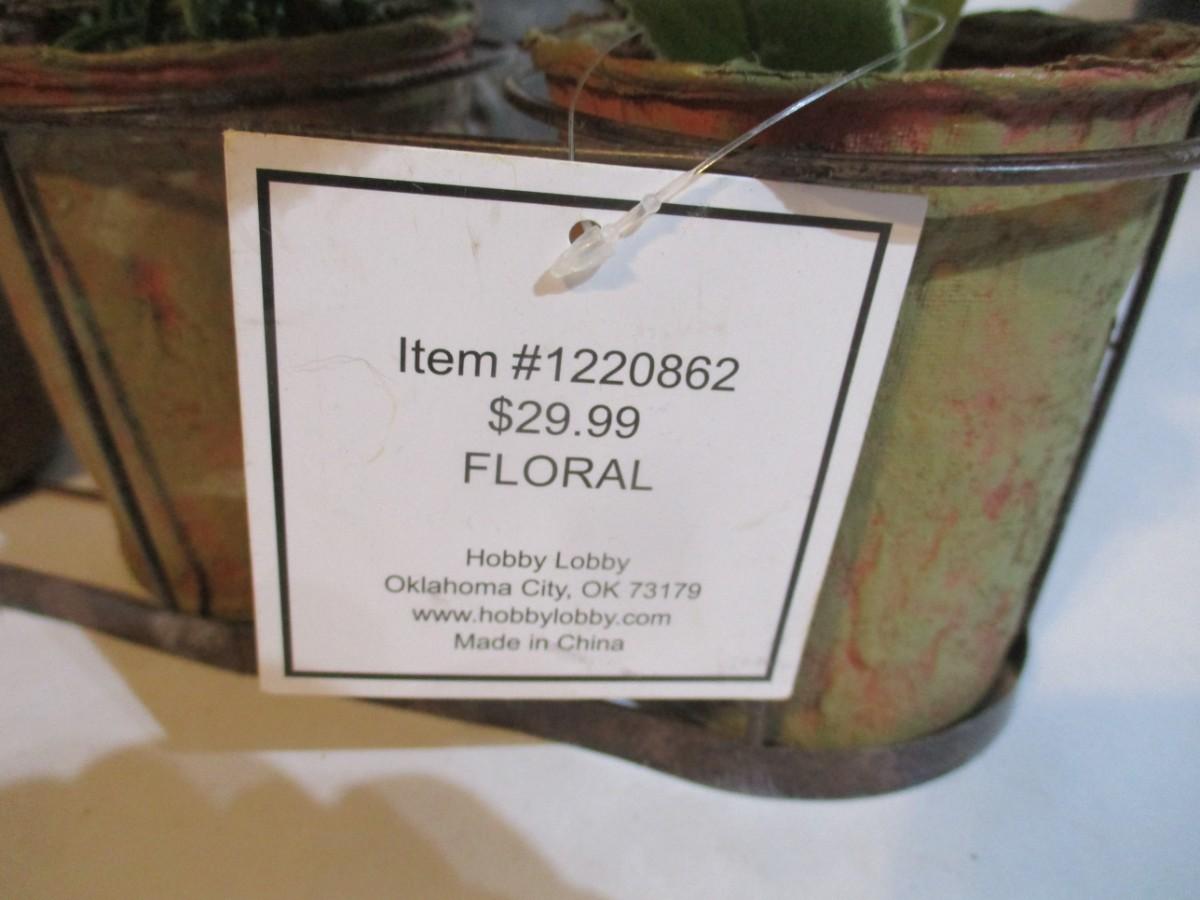 Item #1220862
$29.99
FLORAL
Hobby Lobby
Oklahoma City, OK 73179
www.hobbylobby.com
Made in China